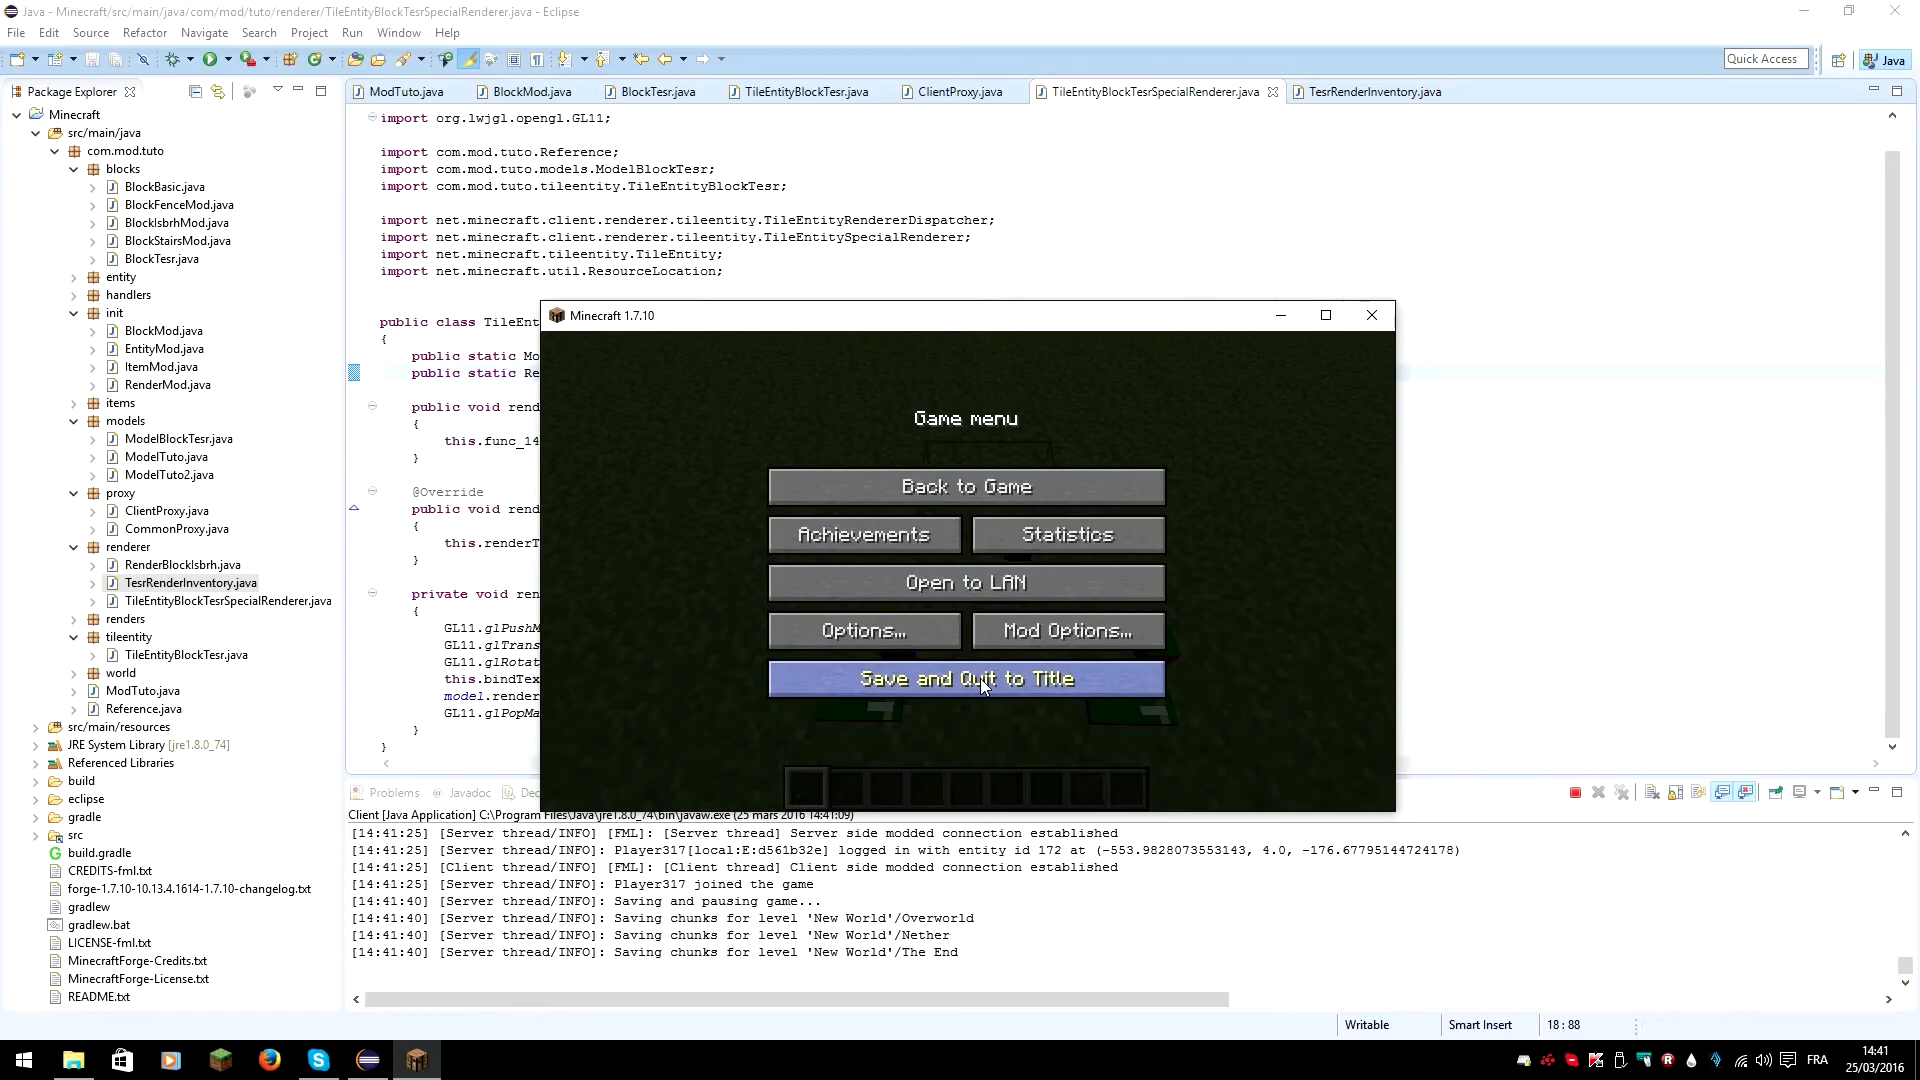 Java - Minecraft/src/main/java/com/mod/tuto/renderer/TileEntityBlockTesrSpecialRenderer.java - Eclipse
File Edit Source Refactor Navigate Search Project Run Window Help
Quick Access
Java
Package Explorer
ModTuto.java BlockMod.java BlockTesr.java TileEntityBlockTesr.java ClientProxy.java TileEntityBlockTesrSpecialRenderer.java TesrRenderInventory.java
Minecraft
src/main/java
com.mod.tuto
blocks
BlockBasic.java
BlockFenceMod.java
BlockIsbrhMod.java
BlockStairsMod.java
BlockTesr.java
entity
handlers
init
BlockMod.java
EntityMod.java
ItemMod.java
RenderMod.java
items
models
ModelBlockTesr.java
ModelTuto.java
ModelTuto2.java
proxy
ClientProxy.java
CommonProxy.java
renderer
RenderBlockIsbrh.java
TesrRenderInventory.java
TileEntityBlockTesrSpecialRenderer.java
renders
tileentity
TileEntityBlockTesr.java
world
ModTuto.java
Reference.java
src/main/resources
JRE System Library [jre1.8.0_74]
Referenced Libraries
build
eclipse
gradle
src
build.gradle
CREDITS-fml.txt
forge-1.7.10-10.13.4.1614-1.7.10-changelog.txt
gradlew
gradlew.bat
LICENSE-fml.txt
MinecraftForge-Credits.txt
MinecraftForge-License.txt
README.txt
import org.lwjgl.opengl.GL11;
import com.mod.tuto.Reference;
import com.mod.tuto.models.ModelBlockTesr;
import com.mod.tuto.tileentity.TileEntityBlockTesr;
import net.minecraft.client.renderer.tileentity.TileEntityRendererDispatcher;
import net.minecraft.client.renderer.tileentity.TileEntitySpecialRenderer;
import net.minecraft.tileentity.TileEntity;
import net.minecraft.util.ResourceLocation;
public class TileEnt
{
public static Mo
public static Re
public void rend
{
this.func_14
}
@Override
public void rend
{
this.renderT
}
private void ren
{
GL11.glPushM
GL11.glTrans
GL11.glRotat
this.bindTex
model.render
GL11.glPopMa
}
}
Minecraft 1.7.10
Game menu
Back to Game
Achievements Statistics
Open to LAN
Options... Mod Options...
Save and Quit to Title
Problems @ Javadoc Dec
Client [Java Application] C:\Program Files\Java\jre1.8.0_74\bin\javaw.exe (25 mars 2016 14:41:09)
[14:41:25] [Server thread/INFO] [FML]: [Server thread] Server side modded connection established
[14:41:25] [Server thread/INFO]: Player317[local:E:d561b32e] logged in with entity id 172 at (-553.9828073553143, 4.0, -176.67795144724178)
[14:41:25] [Client thread/INFO] [FML]: [Client thread] Client side modded connection established
[14:41:25] [Server thread/INFO]: Player317 joined the game
[14:41:40] [Server thread/INFO]: Saving and pausing game...
[14:41:40] [Server thread/INFO]: Saving chunks for level 'New World'/Overworld
[14:41:40] [Server thread/INFO]: Saving chunks for level 'New World'/Nether
[14:41:40] [Server thread/INFO]: Saving chunks for level 'New World'/The End
Writable Smart Insert 18 : 88
FRA
14:41
25/03/2016